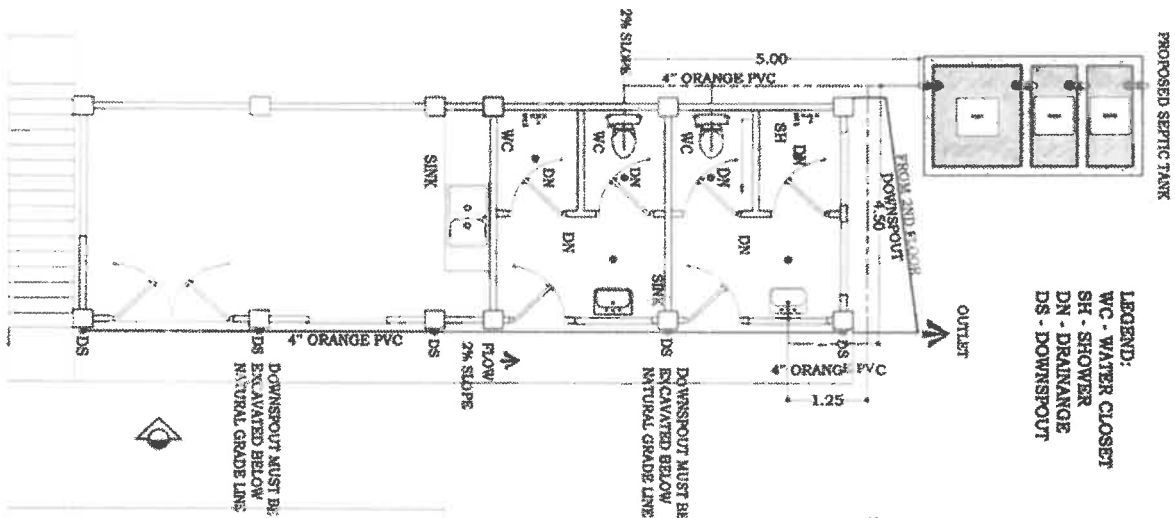 PROPOSED SEPTIC TANK
2% SLOPE
5.00
4" ORANGE PVC
WC
WC
WC
SH
DN
DN
DN
DN
DN
DN
SINK
SINK
FROM 2ND FLOOR
DOWNSPOUT
4.50
OUTLET
LEGEND:
WC - WATER CLOSET
SH - SHOWER
DN - DRAINANGE
DS - DOWNSPOUT
DS
DS
DS
DS
DS
4" ORANGE PVC
FLOW
2% SLOPE
4" ORANGE PVC
1.25
DOWNSPOUT MUST BE
EXCAVATED BELOW
NATURAL GRADE LINE
DOWNSPOUT MUST BE
EXCAVATED BELOW
NATURAL GRADE LINE